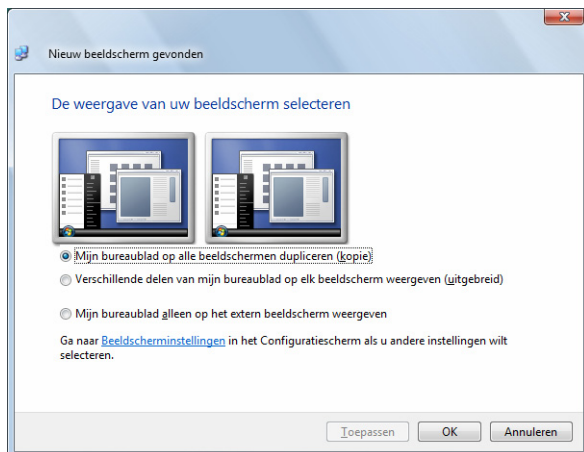 Nieuw beeldscherm gevonden
De weergave van uw beeldscherm selecteren
Mijn bureaublad op alle beeldschermen dupliceren (kopie)
Verschillende delen van mijn bureaublad op elk beeldscherm weergeven (uitgebreid)
Mijn bureaublad alleen op het extern beeldscherm weergeven
Ga naar Beeldscherminstellingen in het Configuratiescherm als u andere instellingen wilt
selecteren.
Toepassen OK Annuleren